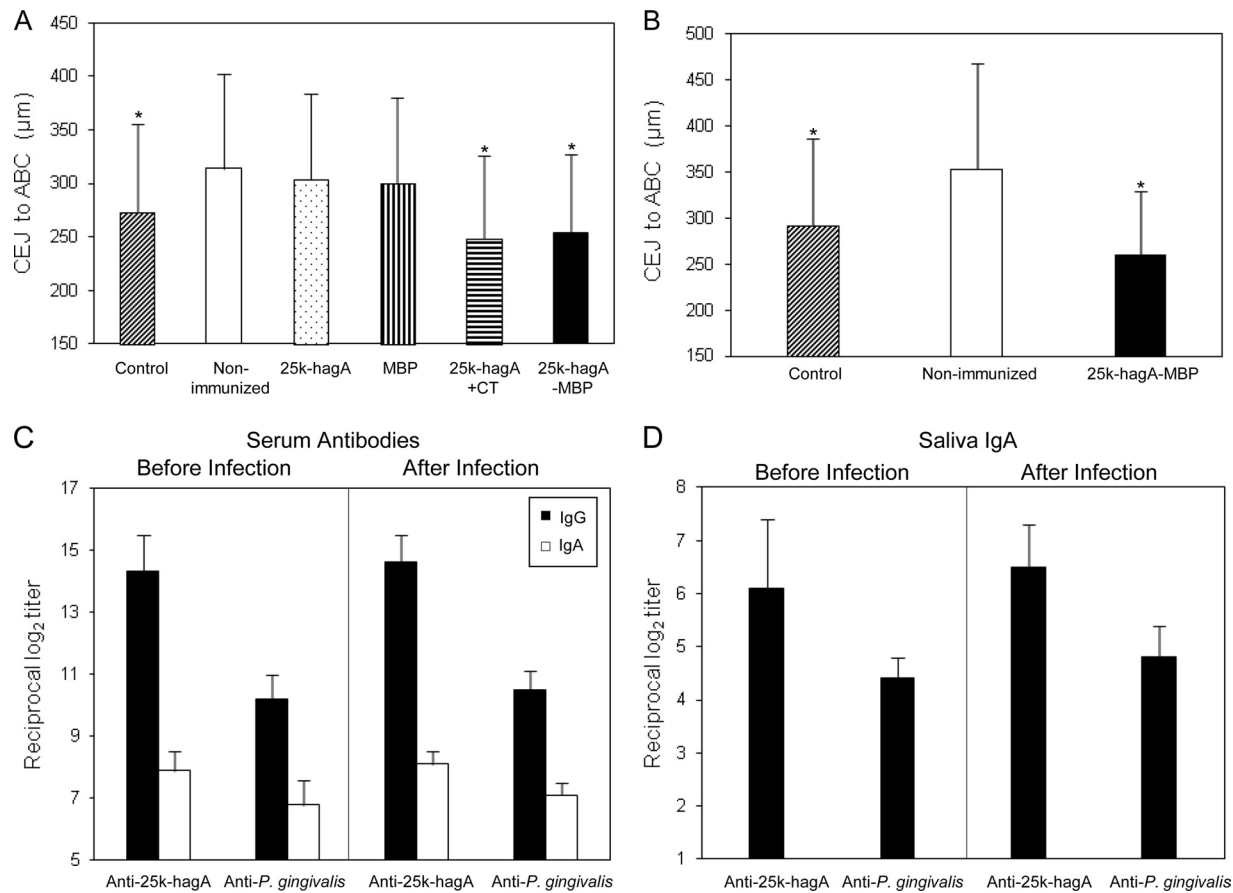 A
450
400
350
300
250
200
150
CEJ to ABC (µm)
*
*
*
Control
Non-
immunized
25k-hagA
MBP
25k-hagA
+CT
25k-hagA
-MBP
B
500
450
400
350
300
250
200
150
CEJ to ABC (µm)
*
*
Control
Non-immunized
25k-hagA-MBP
C
Serum Antibodies
Before Infection
After Infection
17
15
13
11
9
7
5
Reciprocal log₂ titer
IgG
IgA
Anti-25k-hagA
Anti-P. gingivalis
Anti-25k-hagA
Anti-P. gingivalis
D
Saliva IgA
Before Infection
After Infection
8
7
6
5
4
3
2
1
Reciprocal log₂ titer
Anti-25k-hagA
Anti-P. gingivalis
Anti-25k-hagA
Anti-P. gingivalis